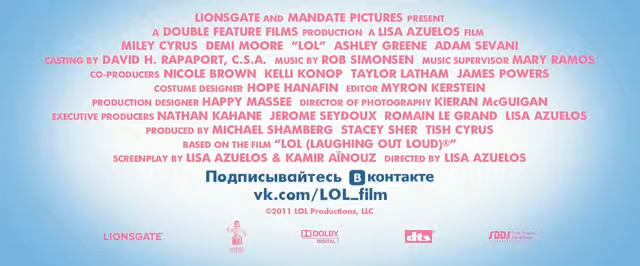 LIONSGATE AND MANDATE PICTURES PRESENT
A DOUBLE FEATURE FILMS PRODUCTION A LISA AZUELOS FILM
MILEY CYRUS DEMI MOORE "LOL" ASHLEY GREENE ADAM SEVANI
CASTING BY DAVID H. RAPAPORT, C.S.A. MUSIC BY ROB SIMONSEN MUSIC SUPERVISOR MARY RAMOS
CO-PRODUCERS NICOLE BROWN KELLI KONOP TAYLOR LATHAM JAMES POWERS
COSTUME DESIGNER HOPE HANAFIN EDITOR MYRON KERSTEIN
PRODUCTION DESIGNER HAPPY MASSEE DIRECTOR OF PHOTOGRAPHY KIERAN McGUIGAN
EXECUTIVE PRODUCERS NATHAN KAHANE JEROME SEYDOUX ROMAIN LE GRAND LISA AZUELOS
PRODUCED BY MICHAEL SHAMBERG STACEY SHER TISH CYRUS
BASED ON THE FILM "LOL (LAUGHING OUT LOUD)®"
SCREENPLAY BY LISA AZUELOS & KAMIR AÏNOUZ DIRECTED BY LISA AZUELOS
Подписывайтесь В контакте
vk.com/LOL_film
©2011 LOL Productions, LLC
LIONSGATE DOLBY DIGITAL dts SDDS